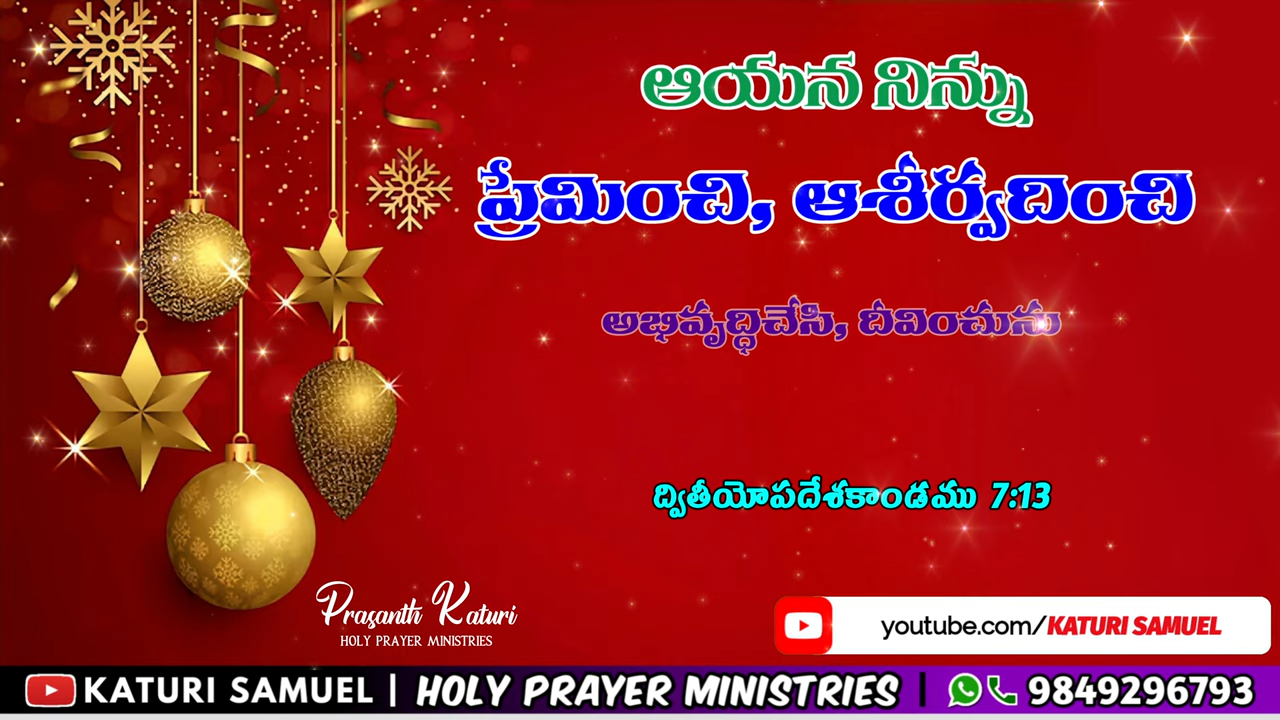 ఆయన నిన్ను
ప్రేమించి, ఆశీర్వదించి
అభివృద్ధిచేసి, దీవించును
ద్వితీయోపదేశకాండము 7:13
Prasanth Katuri
HOLY PRAYER MINISTRIES
youtube.com/KATURI SAMUEL
KATURI SAMUEL | HOLY PRAYER MINISTRIES | 9849296793